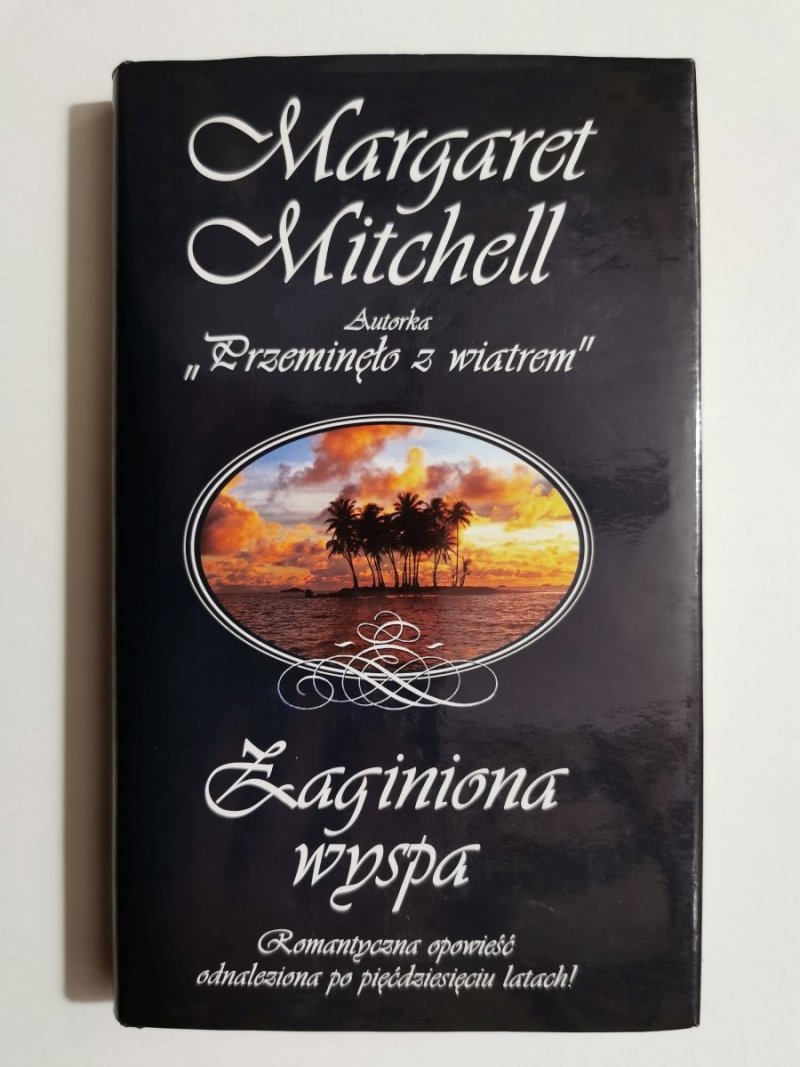 Margaret
Mitchell
Autorka
„Przeminęło z wiatrem"
Zaginiona
wyspa
Romantyczna opowieść
odnaleziona po pięćdziesięciu latach!